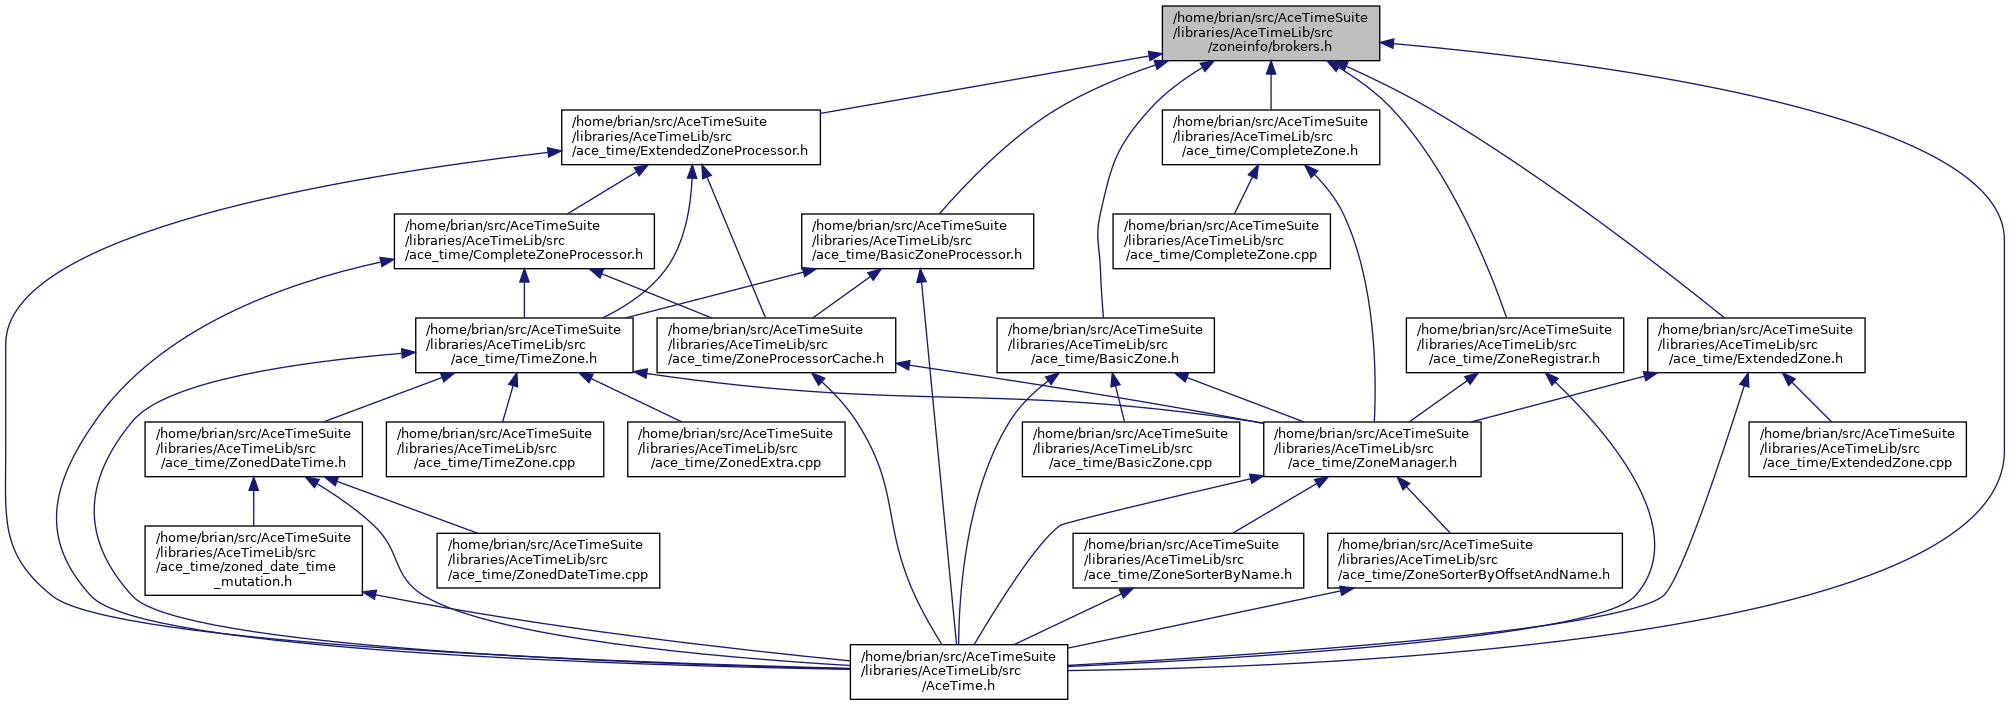 /home/brian/src/AceTimeSuite
/libraries/AceTimeLib/src
/zoneinfo/brokers.h
/home/brian/src/AceTimeSuite
/libraries/AceTimeLib/src
/ace_time/ExtendedZoneProcessor.h
/home/brian/src/AceTimeSuite
/libraries/AceTimeLib/src
/ace_time/CompleteZone.h
/home/brian/src/AceTimeSuite
/libraries/AceTimeLib/src
/ace_time/CompleteZoneProcessor.h
/home/brian/src/AceTimeSuite
/libraries/AceTimeLib/src
/ace_time/BasicZoneProcessor.h
/home/brian/src/AceTimeSuite
/libraries/AceTimeLib/src
/ace_time/CompleteZone.cpp
/home/brian/src/AceTimeSuite
/libraries/AceTimeLib/src
/ace_time/TimeZone.h
/home/brian/src/AceTimeSuite
/libraries/AceTimeLib/src
/ace_time/ZoneProcessorCache.h
/home/brian/src/AceTimeSuite
/libraries/AceTimeLib/src
/ace_time/BasicZone.h
/home/brian/src/AceTimeSuite
/libraries/AceTimeLib/src
/ace_time/ZoneRegistrar.h
/home/brian/src/AceTimeSuite
/libraries/AceTimeLib/src
/ace_time/ExtendedZone.h
/home/brian/src/AceTimeSuite
/libraries/AceTimeLib/src
/ace_time/ZonedDateTime.h
/home/brian/src/AceTimeSuite
/libraries/AceTimeLib/src
/ace_time/TimeZone.cpp
/home/brian/src/AceTimeSuite
/libraries/AceTimeLib/src
/ace_time/ZonedExtra.cpp
/home/brian/src/AceTimeSuite
/libraries/AceTimeLib/src
/ace_time/BasicZone.cpp
/home/brian/src/AceTimeSuite
/libraries/AceTimeLib/src
/ace_time/ZoneManager.h
/home/brian/src/AceTimeSuite
/libraries/AceTimeLib/src
/ace_time/ExtendedZone.cpp
/home/brian/src/AceTimeSuite
/libraries/AceTimeLib/src
/ace_time/zoned_date_time
_mutation.h
/home/brian/src/AceTimeSuite
/libraries/AceTimeLib/src
/ace_time/ZonedDateTime.cpp
/home/brian/src/AceTimeSuite
/libraries/AceTimeLib/src
/ace_time/ZoneSorterByName.h
/home/brian/src/AceTimeSuite
/libraries/AceTimeLib/src
/ace_time/ZoneSorterByOffsetAndName.h
/home/brian/src/AceTimeSuite
/libraries/AceTimeLib/src
/AceTime.h